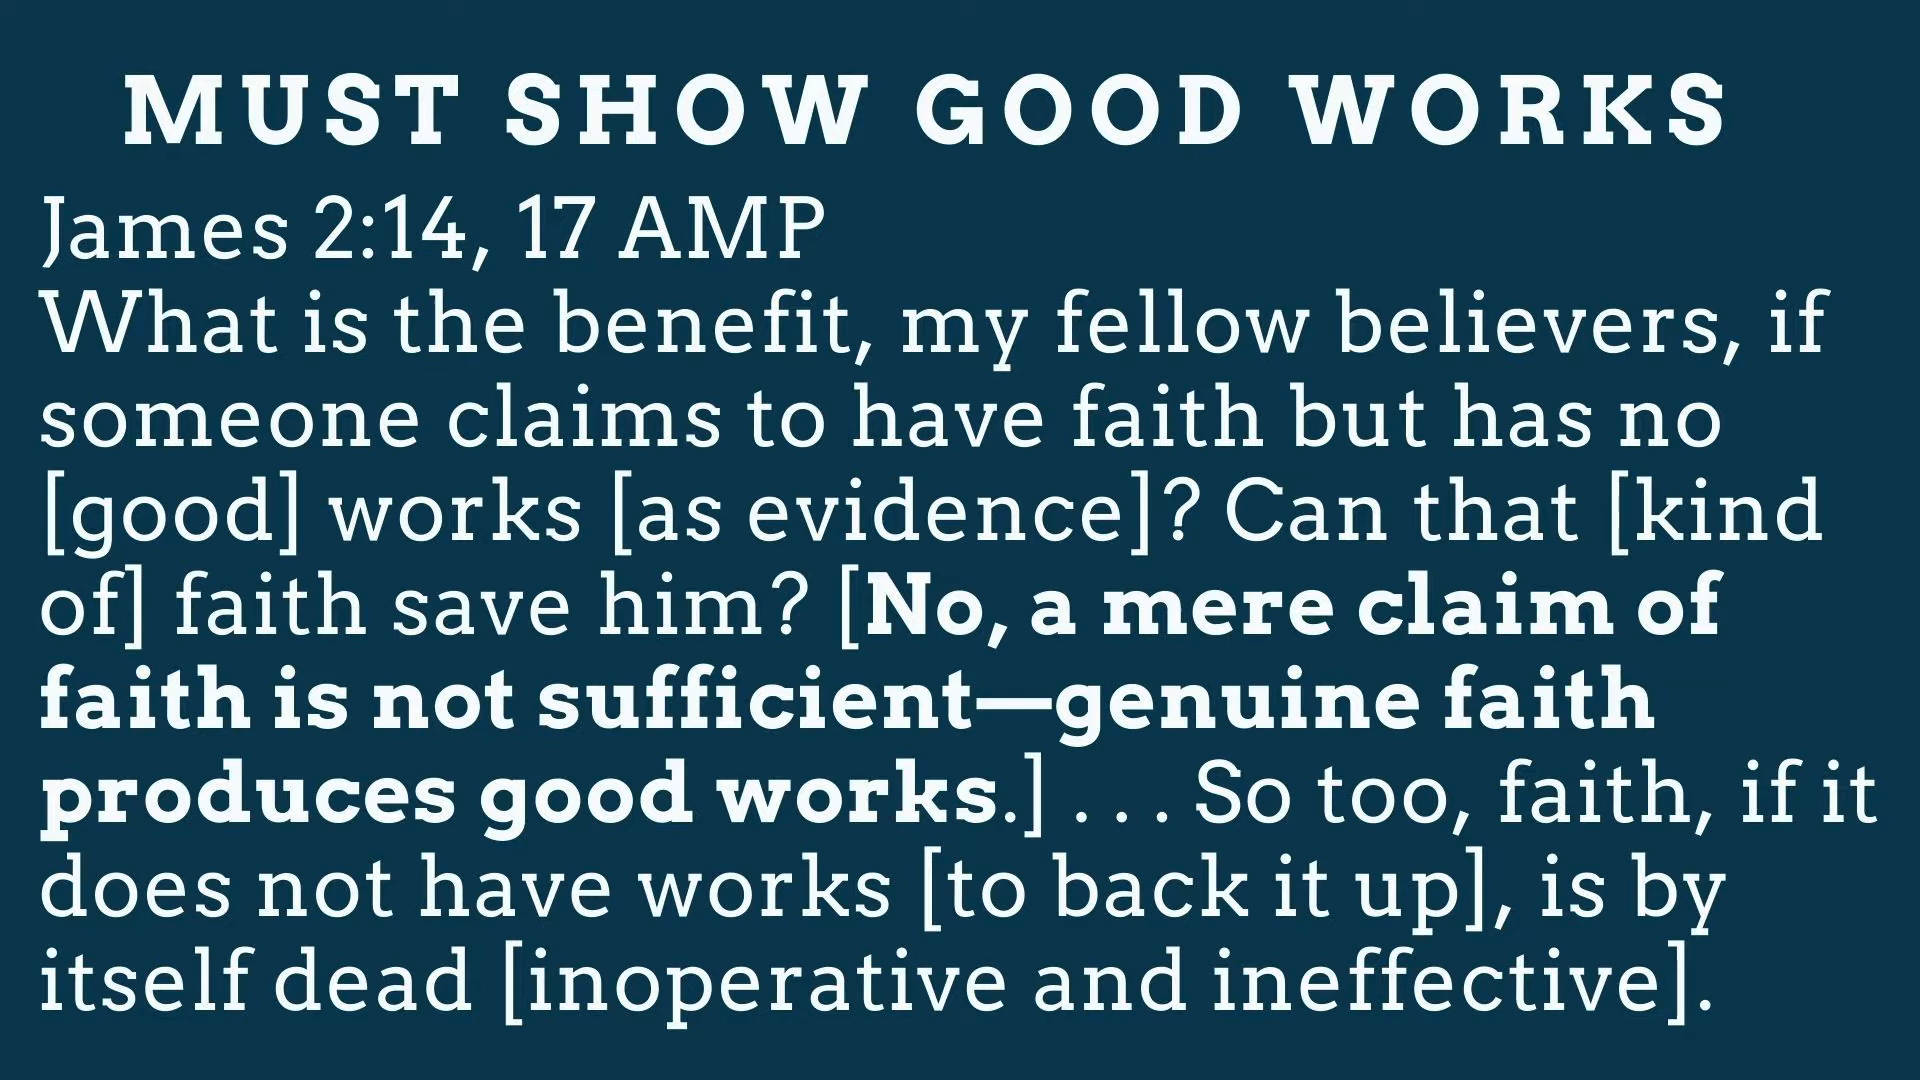 MUST SHOW GOOD WORKS
James 2:14, 17 AMP
What is the benefit, my fellow believers, if
someone claims to have faith but has no
[good] works [as evidence]? Can that [kind
of] faith save him? [No, a mere claim of
faith is not sufficient—genuine faith
produces good works.] . . . So too, faith, if it
does not have works [to back it up], is by
itself dead [inoperative and ineffective].